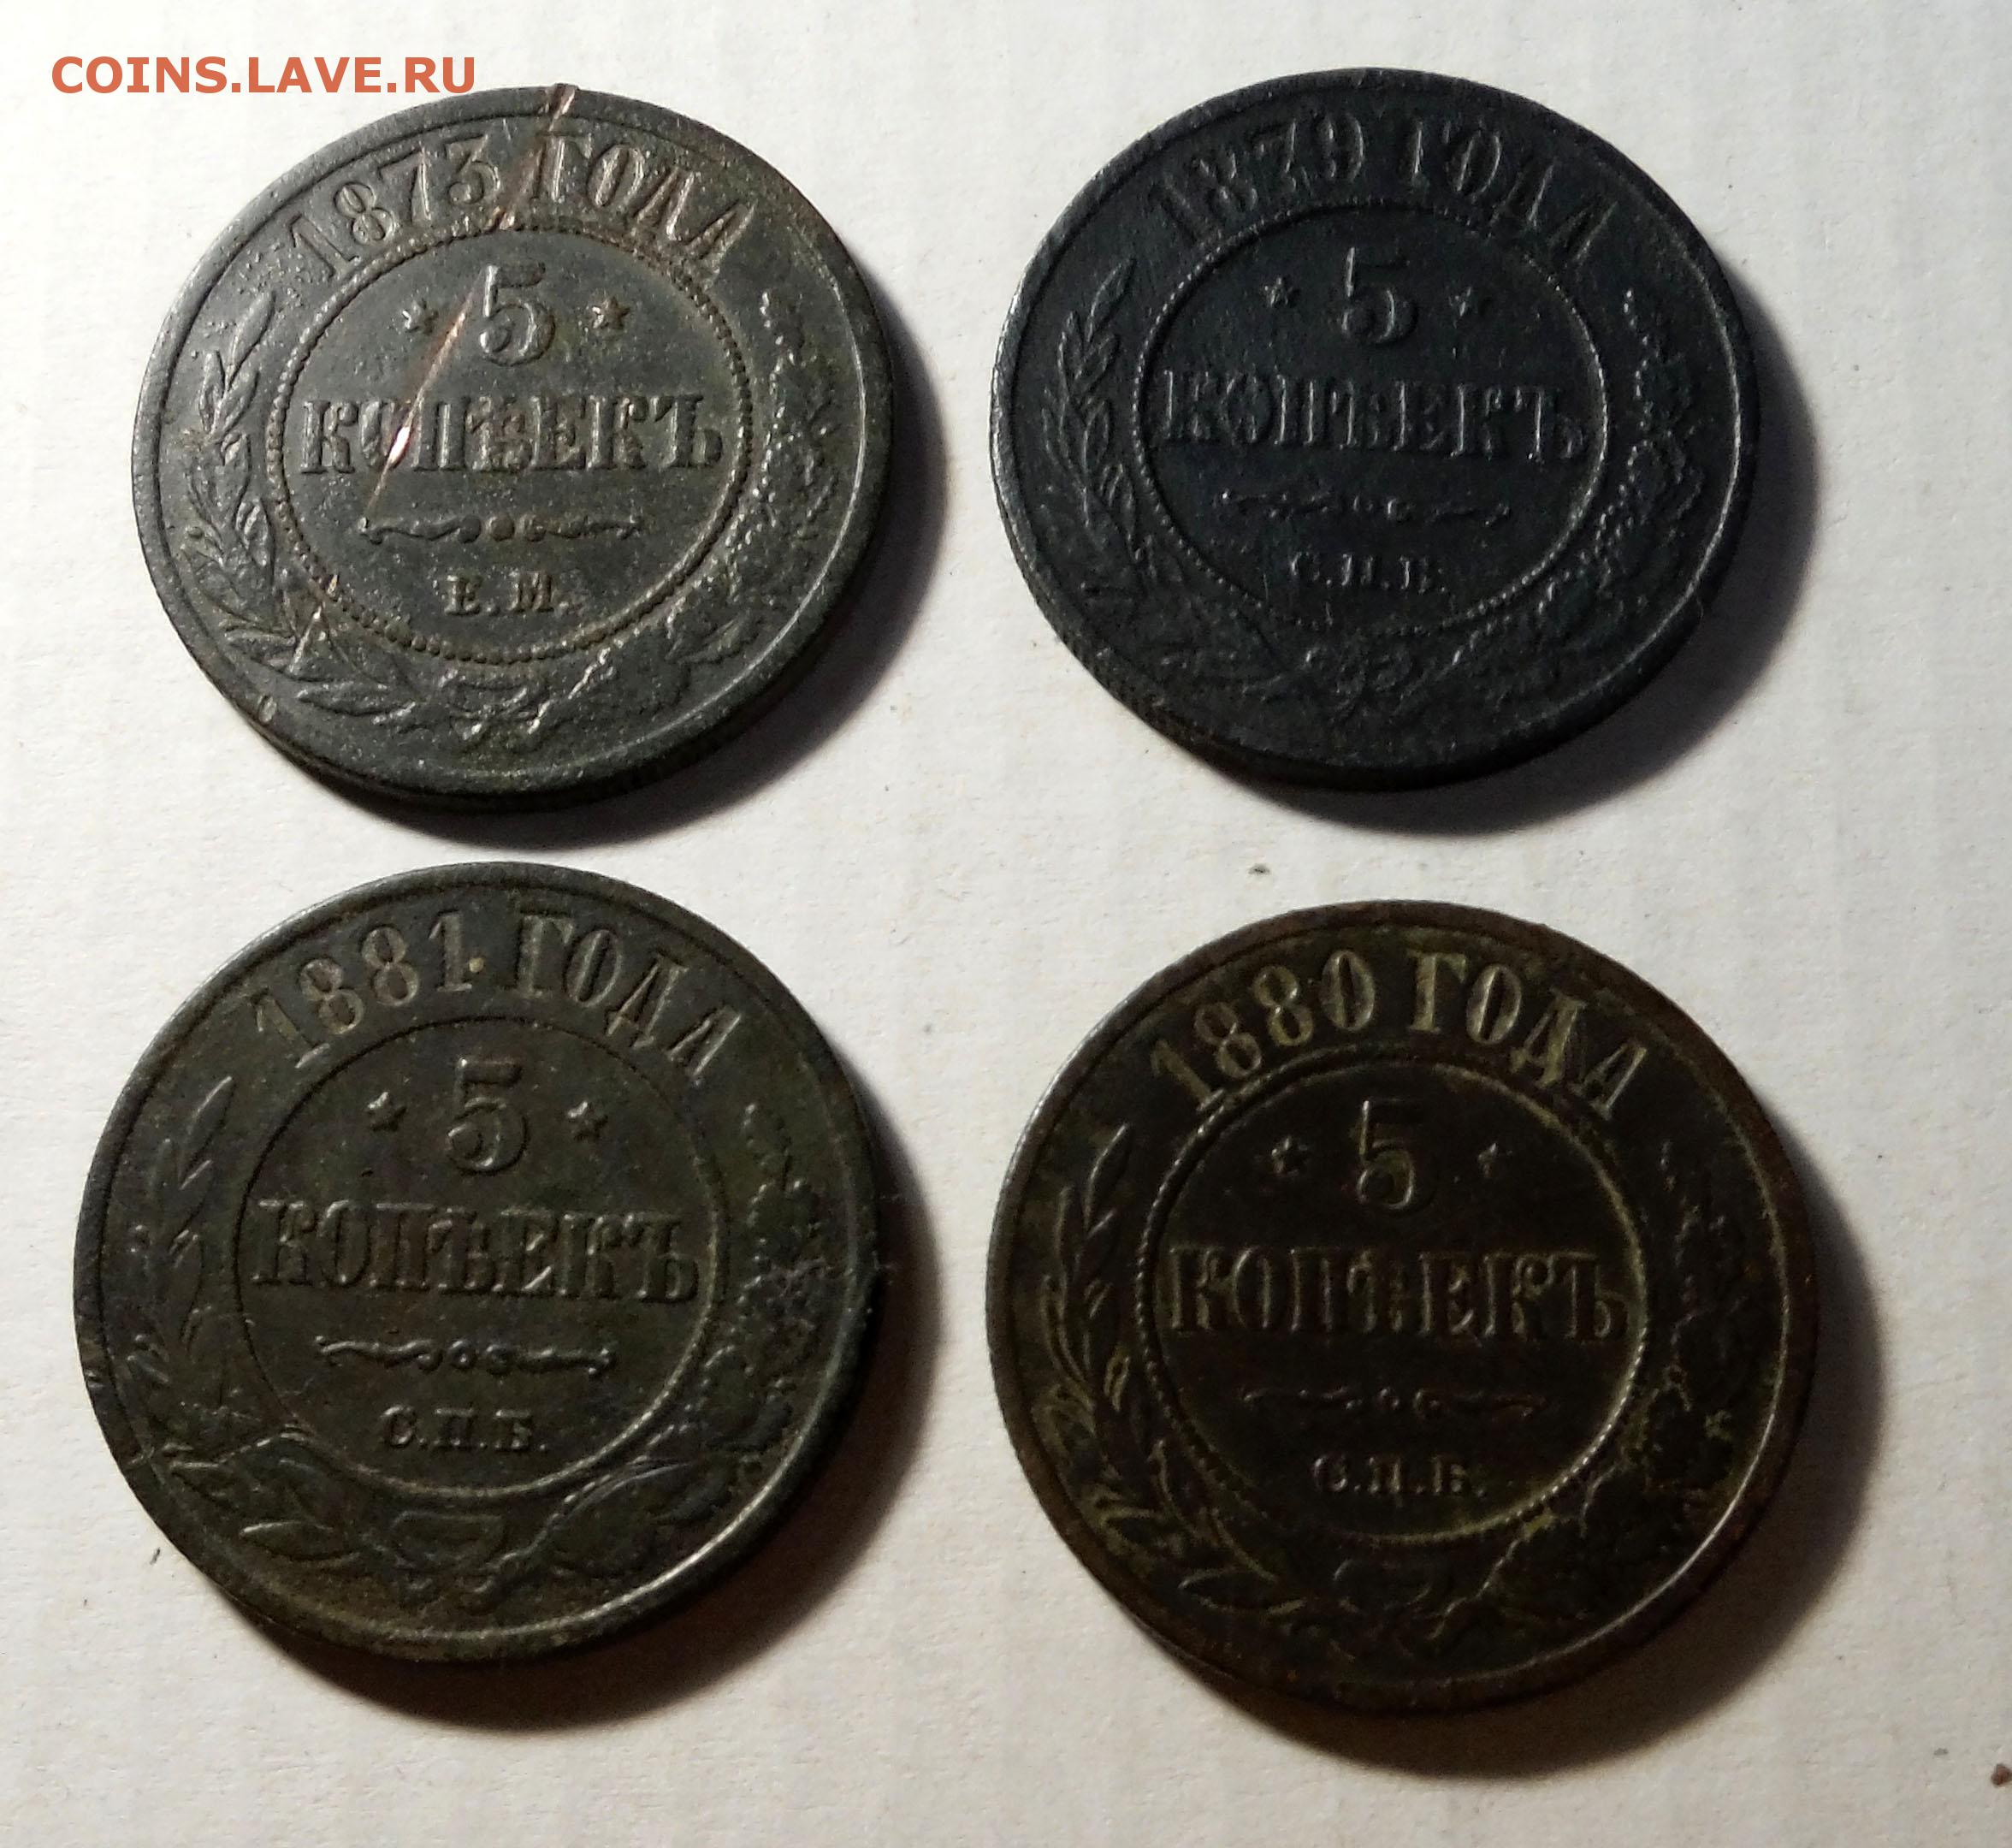 COINS.LAVE.RU
1873 ГОДА
5
КОПѢЕКЪ
Е.М.
1879 ГОДА
5
КОПѢЕКЪ
С.П.Б.
1881 ГОДА
5
КОПѢЕКЪ
С.П.Б.
1880 ГОДА
5
КОПѢЕКЪ
С.П.Б.